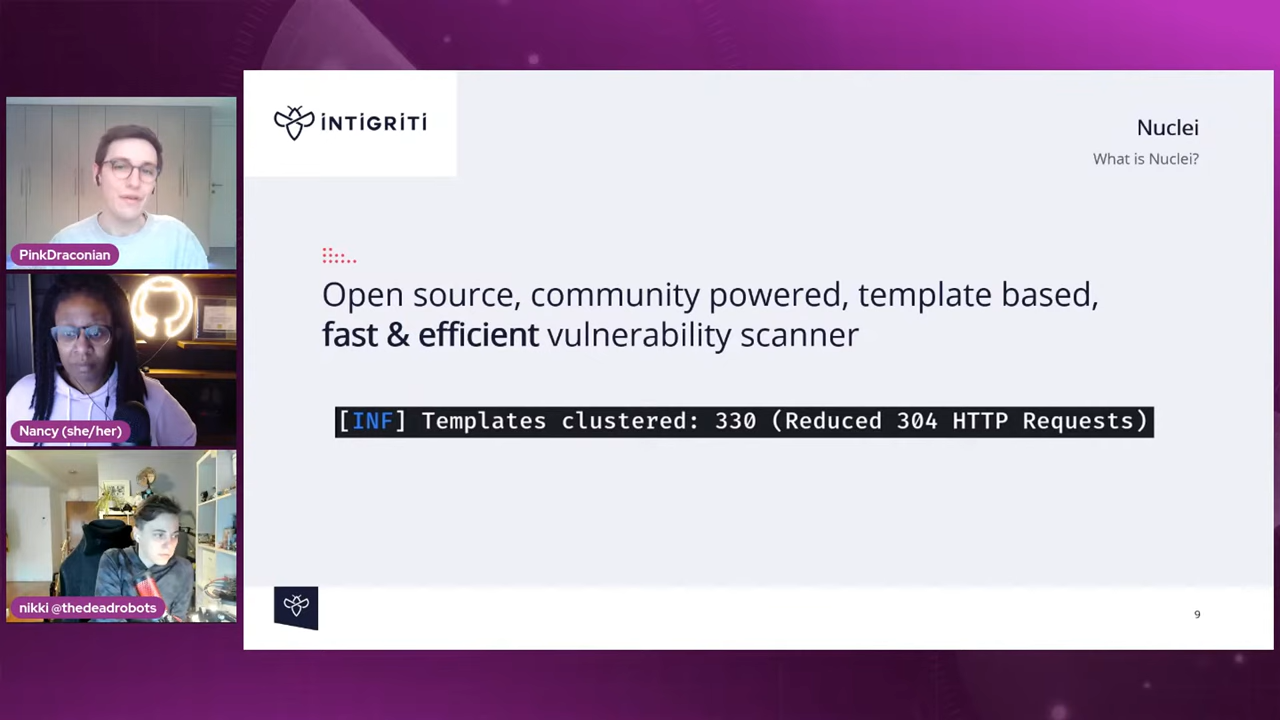 INTIGRITI
Nuclei
What is Nuclei?
Open source, community powered, template based,
fast & efficient vulnerability scanner
[INF] Templates clustered: 330 (Reduced 304 HTTP Requests)
9
PinkDraconian
Nancy (she/her)
nikki @thedeadrobots